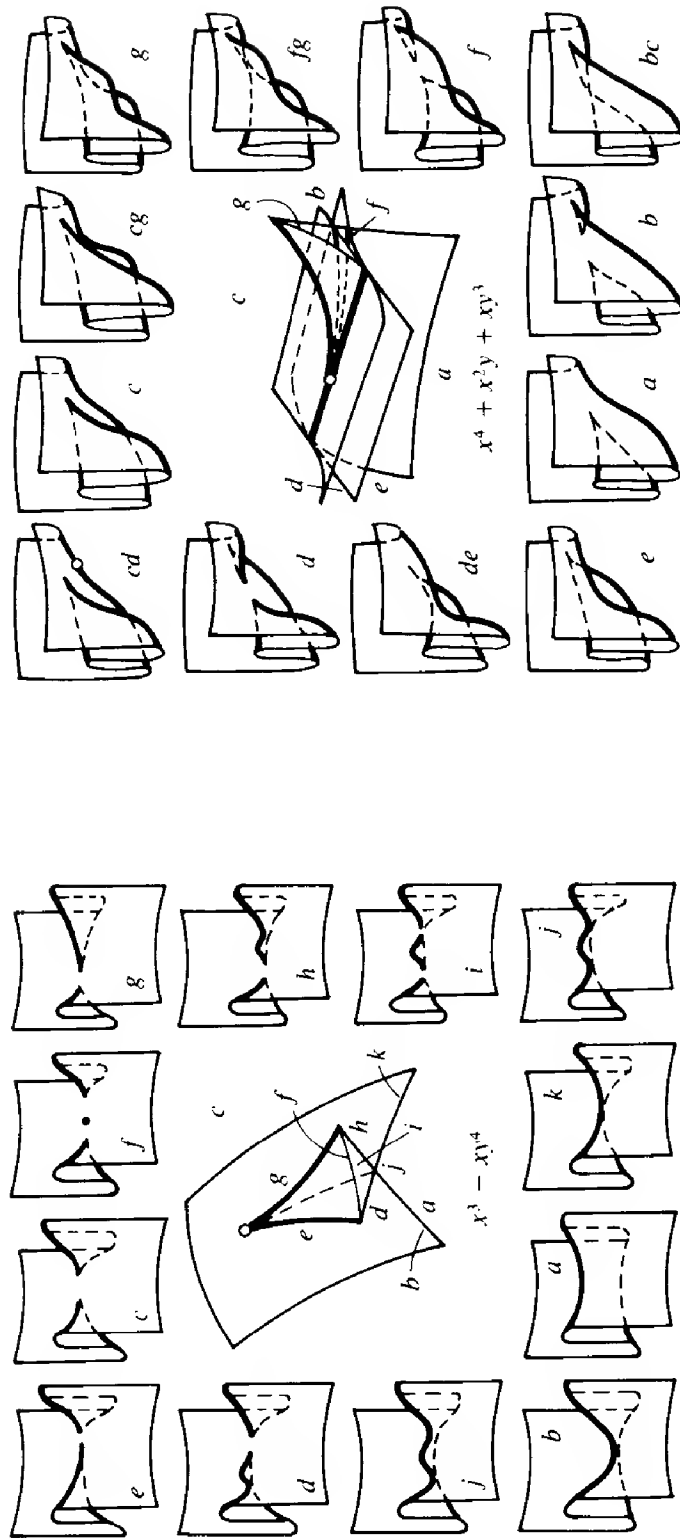 e c f g
c
d h
g f k
e h
i
j
d
a
b
j i
x³ − xy⁴
b a k j
cd c cg g
c
d fg
g
b
d
f
e
a
de f
x⁴ + x²y + xy³
e a b bc